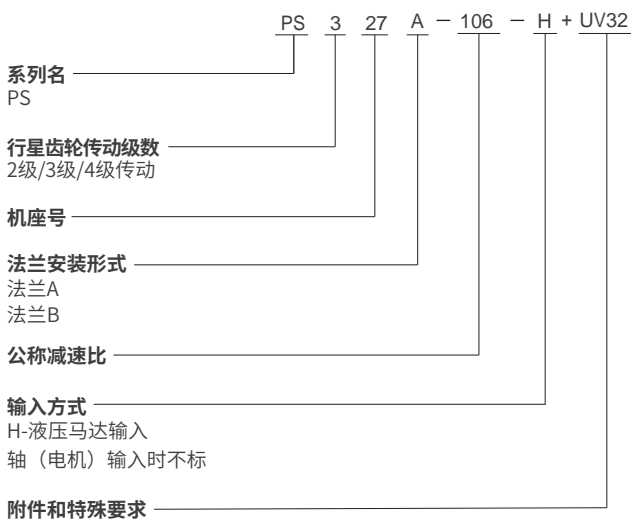 PS 3 27 A - 106 - H + UV32
系列名
PS
行星齿轮传动级数
2级/3级/4级传动
机座号
法兰安装形式
法兰A
法兰B
公称减速比
输入方式
H-液压马达输入
轴（电机）输入时不标
附件和特殊要求